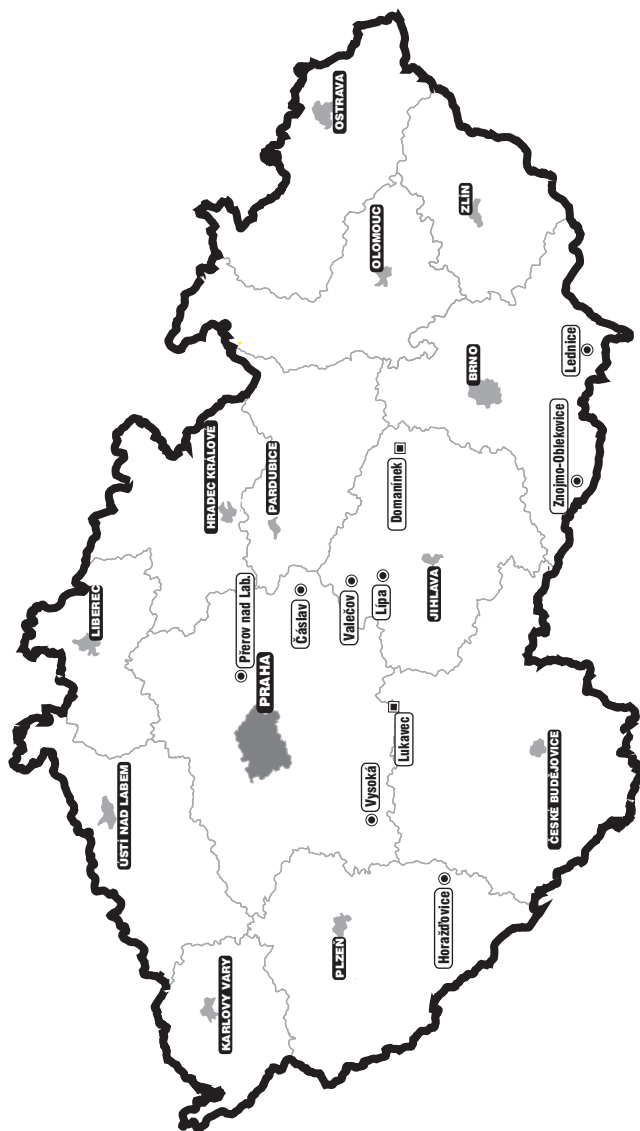 LIBEREC
ÚSTÍ NAD LABEM
KARLOVY VARY
HRADEC KRÁLOVÉ
PARDUBICE
Přerov nad Lab.
PRAHA
Čáslav
OSTRAVA
OLOMOUC
Valečov
Lípa
Vysoká
PLZEŇ
Domanínek
Lukavec
JIHLAVA
Horažďovice
ZLÍN
BRNO
ČESKÉ BUDĚJOVICE
Znojmo-Oblekovice
Lednice